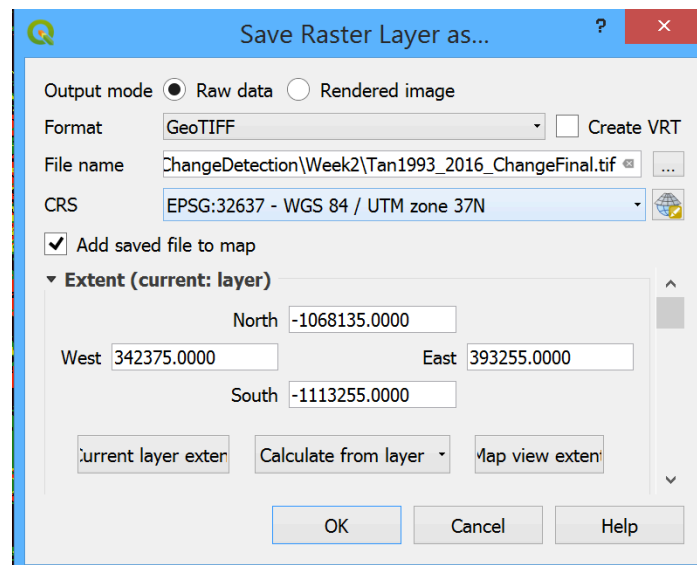 Save Raster Layer as...
?
Output mode Raw data Rendered image
Format GeoTIFF Create VRT
File name ChangeDetection\Week2\Tan1993_2016_ChangeFinal.tif ...
CRS EPSG:32637 - WGS 84 / UTM zone 37N
Add saved file to map
Extent (current: layer)
North -1068135.0000
West 342375.0000 East 393255.0000
South -1113255.0000
urrent layer exten Calculate from layer Map view extent
OK Cancel Help